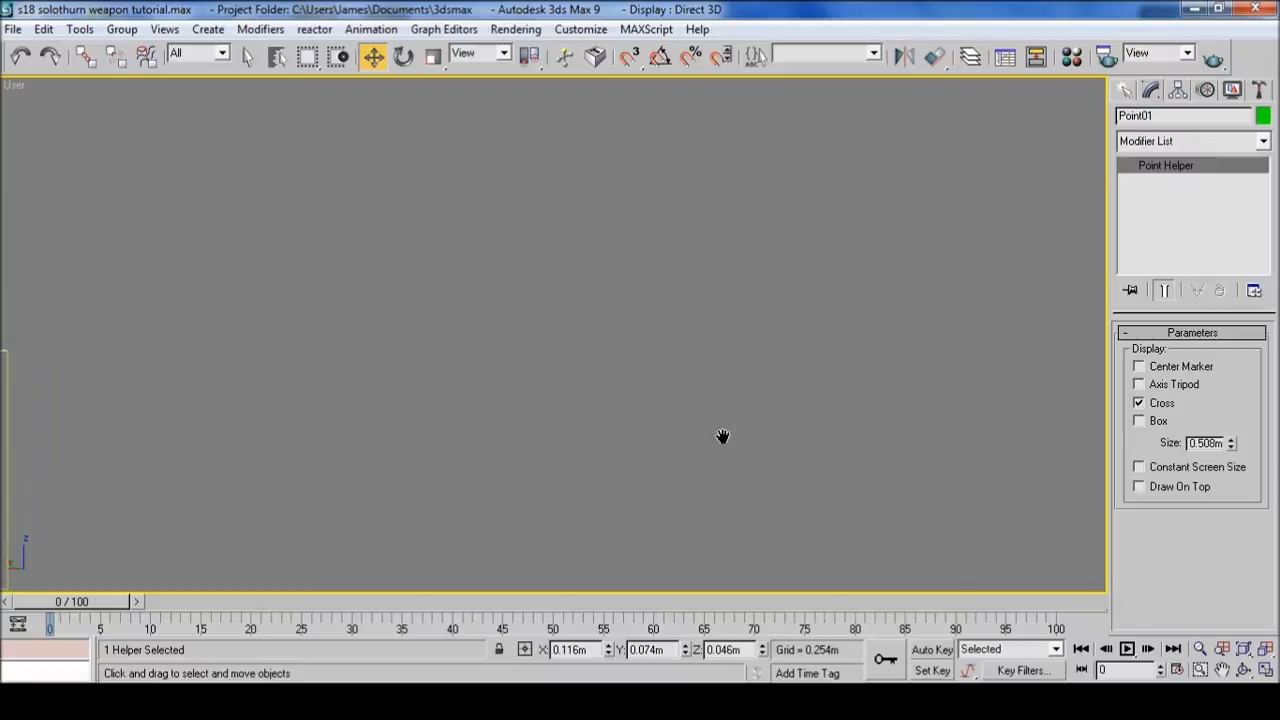 s18 solothurn weapon tutorial.max - Project Folder: C:\Users\James\Documents\3dsmax - Autodesk 3ds Max 9 - Display : Direct 3D
File Edit Tools Group Views Create Modifiers reactor Animation Graph Editors Rendering Customize MAXScript Help
All View 3 % ABC View
User
Point01
Modifier List
Point Helper
- Parameters
Display:
Center Marker
Axis Tripod
Cross
Box
Size: 0.508m
Constant Screen Size
Draw On Top
z
0 / 100
0 5 10 15 20 25 30 35 40 45 50 55 60 65 70 75 80 85 90 95 100
1 Helper Selected X: 0.116m Y: 0.074m Z: 0.046m Grid = 0.254m Auto Key Selected
Click and drag to select and move objects Add Time Tag Set Key Key Filters... 0